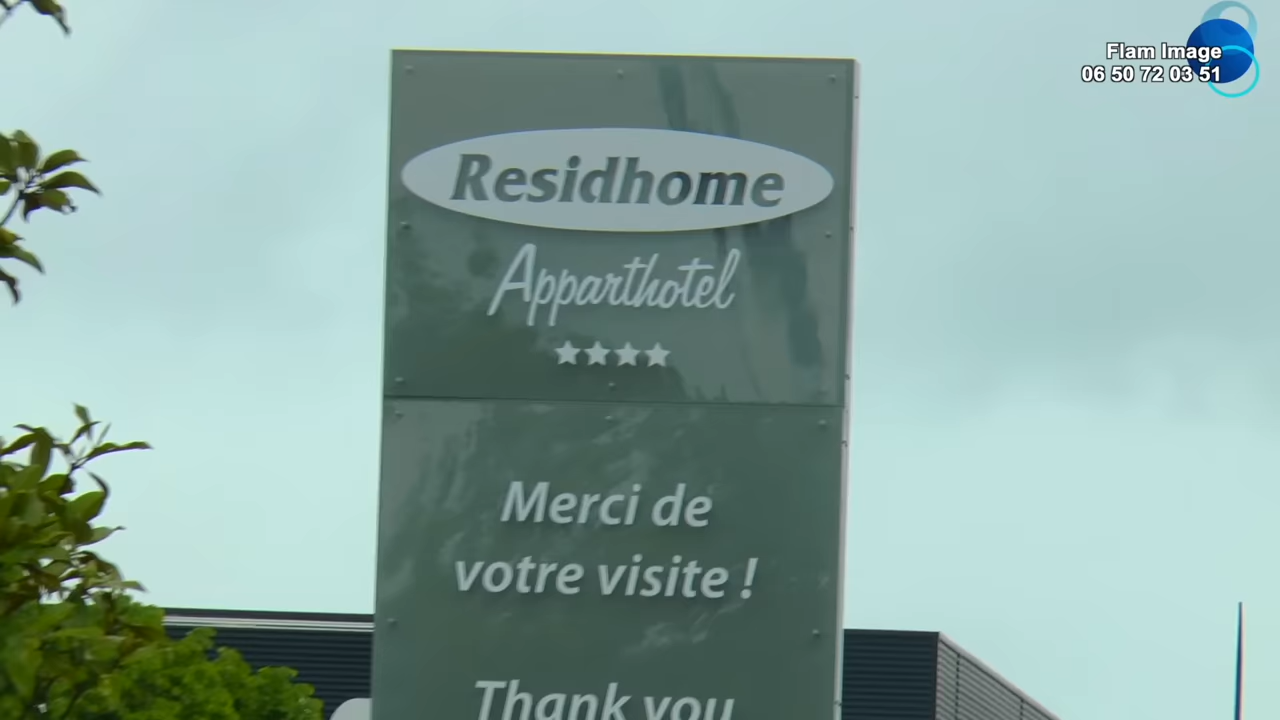 Flam Image
06 50 72 03 51
Residhome
Apparthotel
Merci de
votre visite !
Thank you